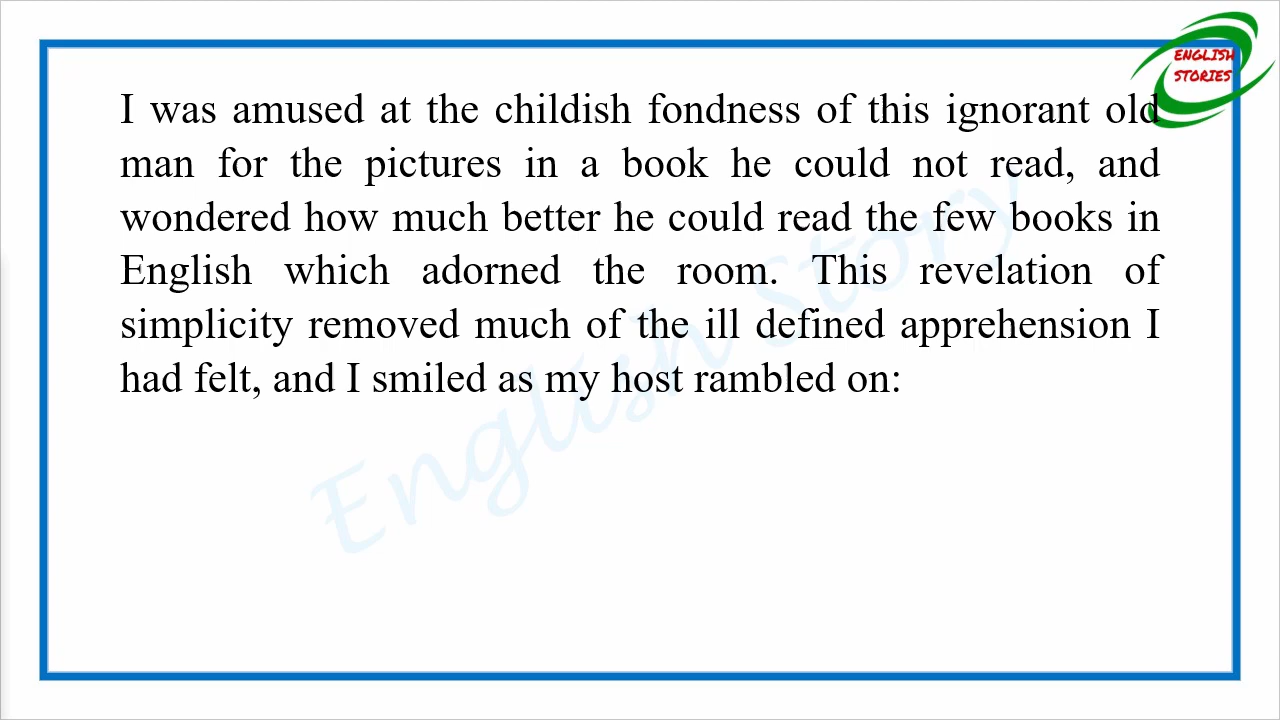 ENGLISH
STORIES
I was amused at the childish fondness of this ignorant old
man for the pictures in a book he could not read, and
wondered how much better he could read the few books in
English which adorned the room. This revelation of
simplicity removed much of the ill defined apprehension I
had felt, and I smiled as my host rambled on:
English Story